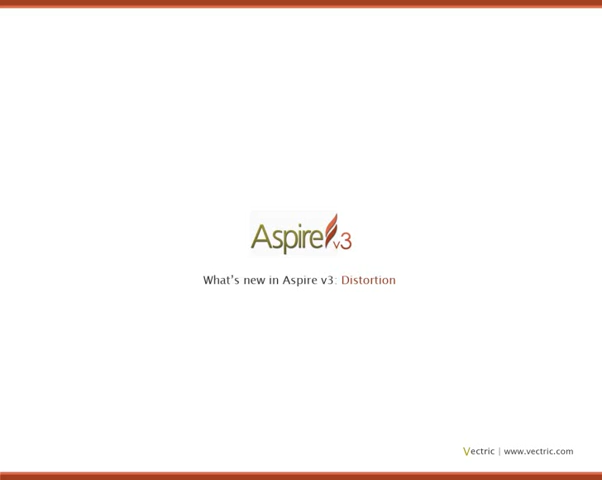 Aspire v3
What's new in Aspire v3: Distortion
Vectric | www.vectric.com